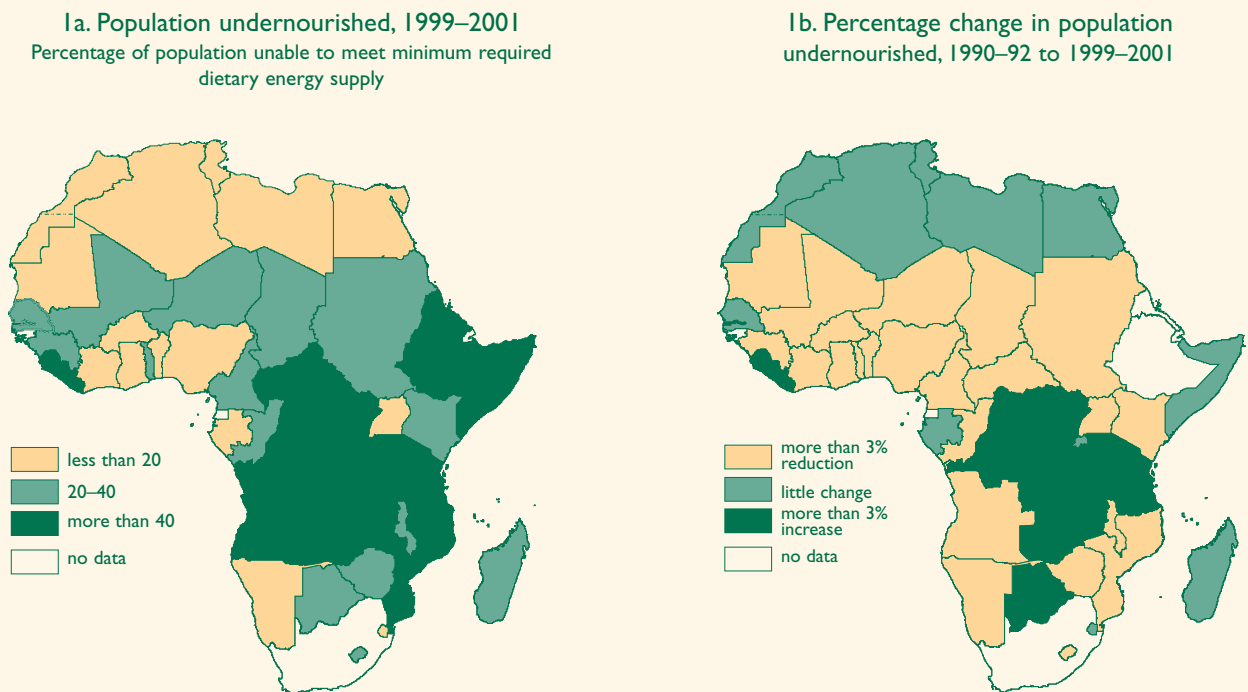 1a. Population undernourished, 1999–2001
Percentage of population unable to meet minimum required
dietary energy supply
less than 20
20–40
more than 40
no data
1b. Percentage change in population
undernourished, 1990–92 to 1999–2001
more than 3%
reduction
little change
more than 3%
increase
no data